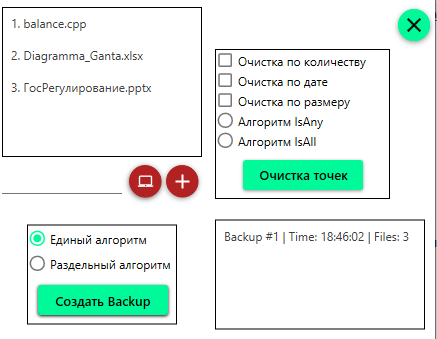 1. balance.cpp
2. Diagramma_Ganta.xlsx
3. ГосРегулирование.pptx
Очистка по количеству
Очистка по дате
Очистка по размеру
Алгоритм IsAny
Алгоритм IsAll
Очистка точек
Единый алгоритм
Раздельный алгоритм
Создать Backup
Backup #1 | Time: 18:46:02 | Files: 3